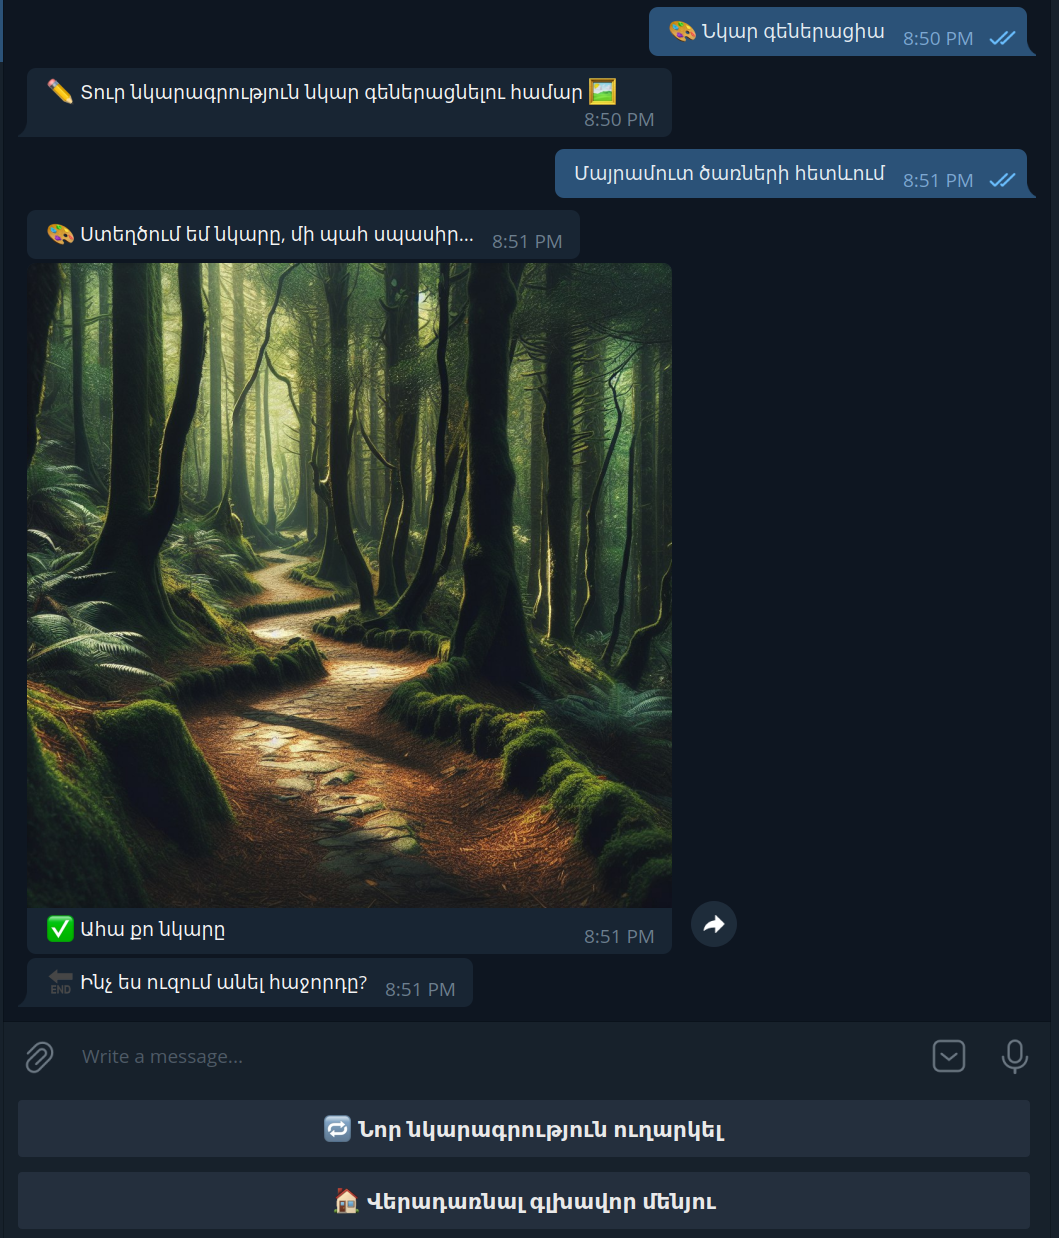 🎨 Նկար գեներացիա 8:50 PM
✏️ Տուր նկարագրություն նկար գեներացնելու համար 🖼️
8:50 PM
Մայրամուտ ծառների հետևում 8:51 PM
🎨 Ստեղծում եմ նկարը, մի պահ սպասիր... 8:51 PM
✅ Ահա քո նկարը 8:51 PM
🔚 Ինչ ես ուզում անել հաջորդը? 8:51 PM
Write a message...
🔁 Նոր նկարագրություն ուղարկել
🏠 Վերադառնալ գլխավոր մենյու